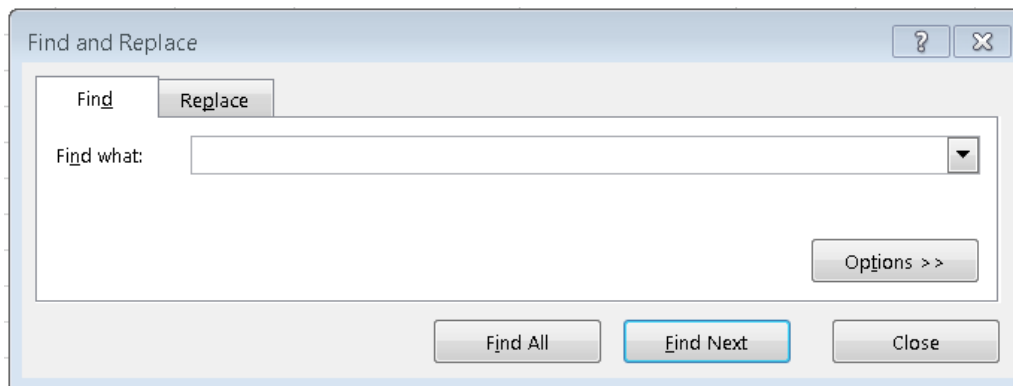 Find and Replace
Find Replace
Find what:
Options >>
Find All Find Next Close